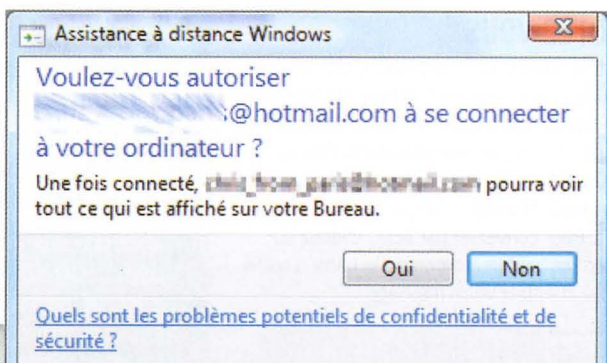 Assistance à distance Windows
Voulez-vous autoriser
s@hotmail.com à se connecter
à votre ordinateur ?
Une fois connecté, pourra voir
tout ce qui est affiché sur votre Bureau.
Oui Non
Quels sont les problèmes potentiels de confidentialité et de
sécurité ?